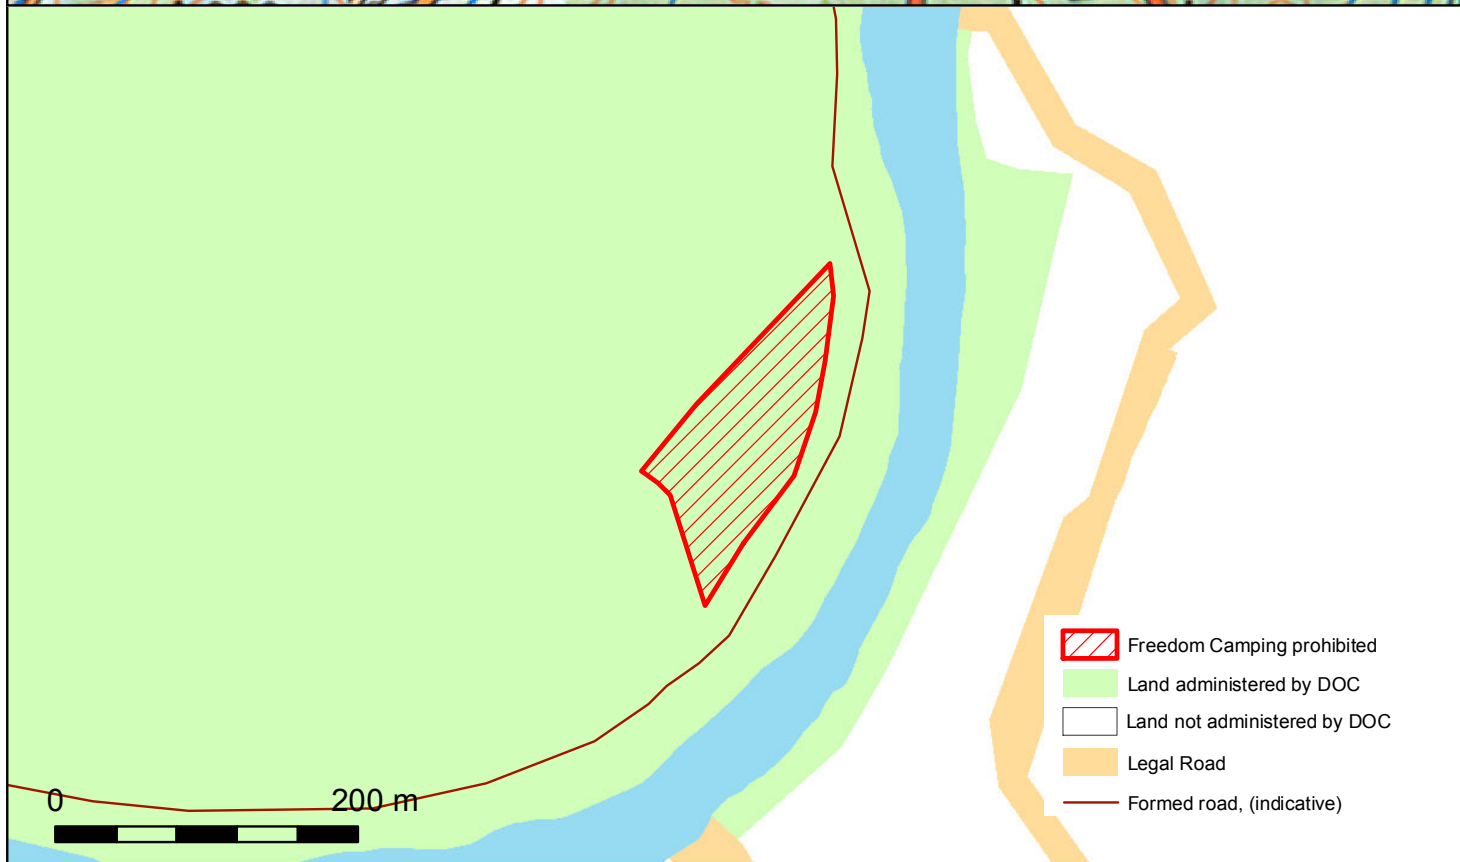 Freedom Camping prohibited
Land administered by DOC
Land not administered by DOC
Legal Road
Formed road, (indicative)
0 200 m